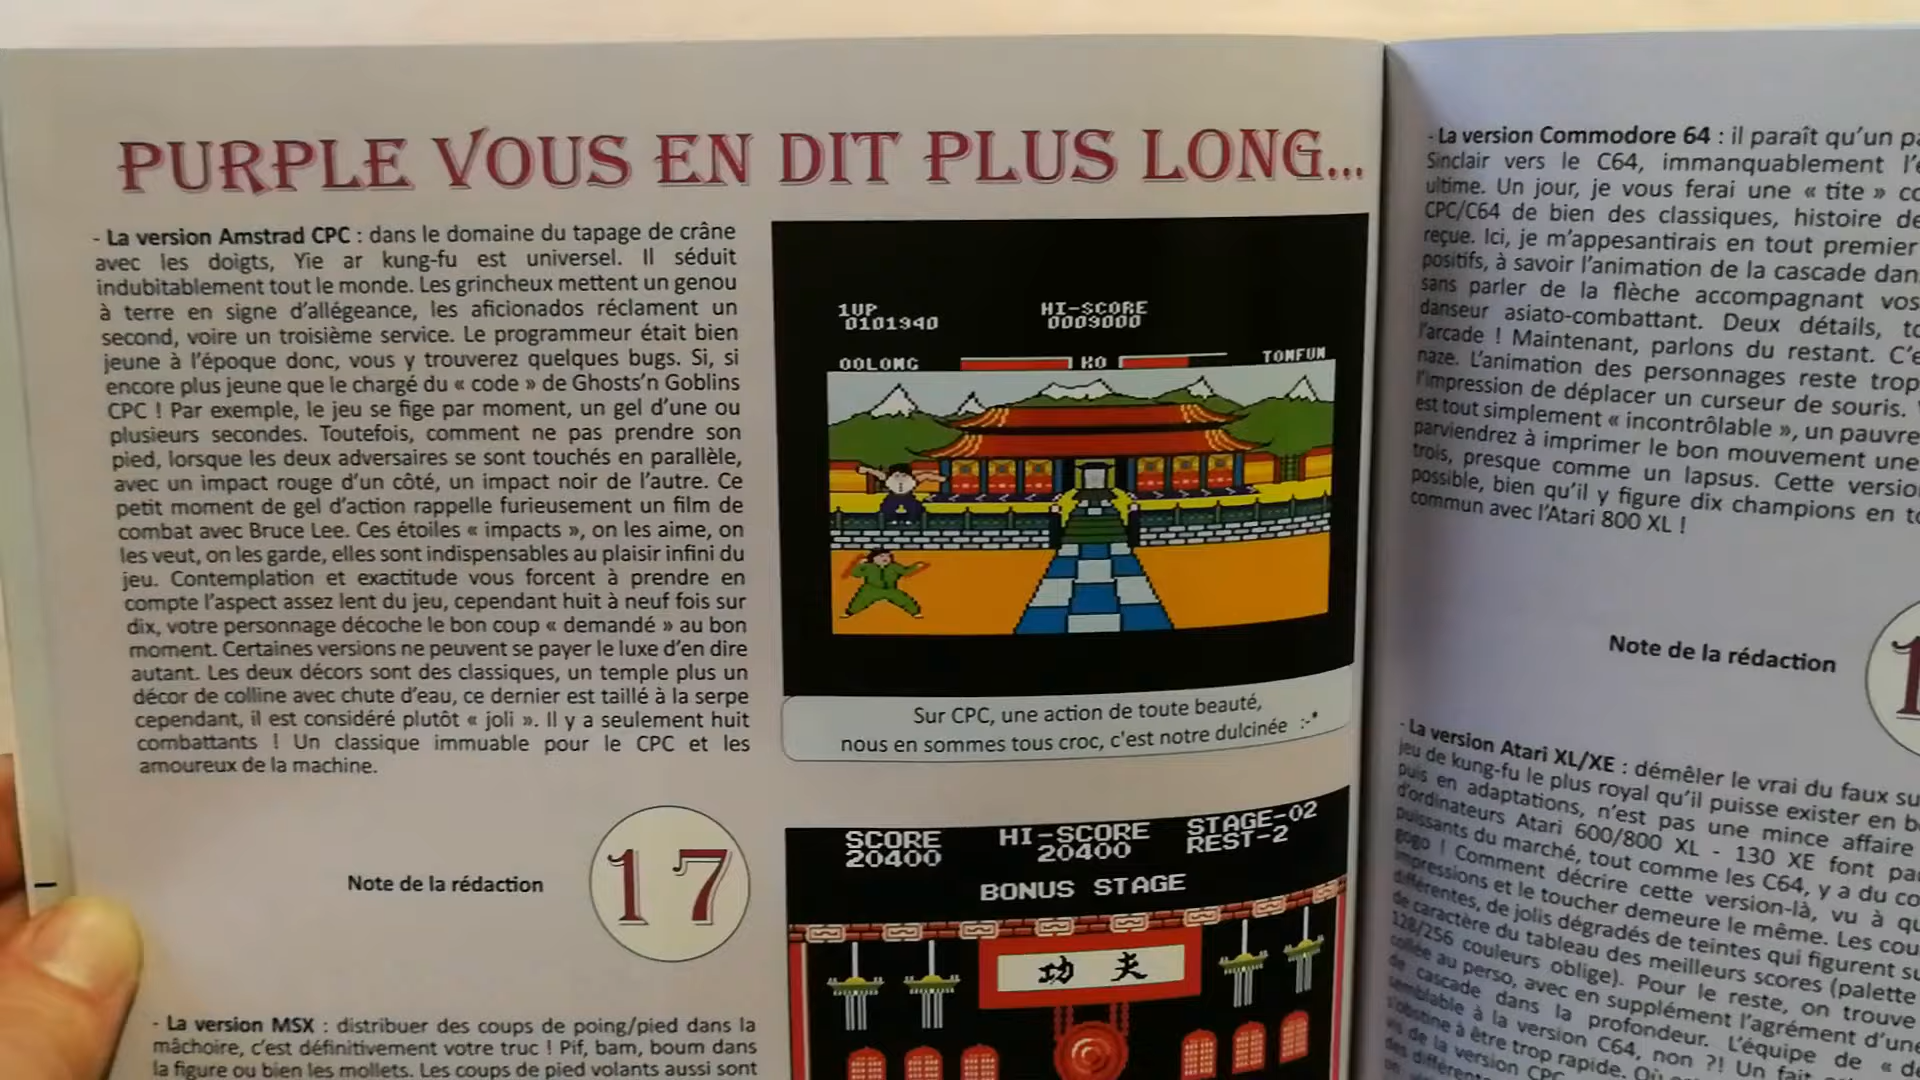 PURPLE VOUS EN DIT PLUS LONG...
- La version Amstrad CPC : dans le domaine du tapage de crâne
avec les doigts, Yie ar kung-fu est universel. Il séduit
indubitablement tout le monde. Les grincheux mettent un genou
à terre en signe d'allégeance, les aficionados réclament un
second, voire un troisième service. Le programmeur était bien
jeune à l'époque donc, vous y trouverez quelques bugs. Si, si
encore plus jeune que le chargé du « code » de Ghosts'n Goblins
CPC ! Par exemple, le jeu se fige par moment, un gel d'une ou
plusieurs secondes. Toutefois, comment ne pas prendre son
pied, lorsque les deux adversaires se sont touchés en parallèle,
avec un impact rouge d'un côté, un impact noir de l'autre. Ce
petit moment de gel d'action rappelle furieusement un film de
combat avec Bruce Lee. Ces étoiles « impacts », on les aime, on
les veut, on les garde, elles sont indispensables au plaisir infini du
jeu. Contemplation et exactitude vous forcent à prendre en
compte l'aspect assez lent du jeu, cependant huit à neuf fois sur
dix, votre personnage décoche le bon coup « demandé » au bon
moment. Certaines versions ne peuvent se payer le luxe d'en dire
autant. Les deux décors sont des classiques, un temple plus un
décor de colline avec chute d'eau, ce dernier est taillé à la serpe
cependant, il est considéré plutôt « joli ». Il y a seulement huit
combattants ! Un classique immuable pour le CPC et les
amoureux de la machine.
Note de la rédaction
17
- La version MSX : distribuer des coups de poing/pied dans la
mâchoire, c'est définitivement votre truc ! Pif, bam, boum dans
la figure ou bien les mollets. Les coups de pied volants aussi sont
1UP
0101940
HI-SCORE
0009000
OOLONG
KO
TONFUN
Sur CPC, une action de toute beauté,
nous en sommes tous croc, c'est notre dulcinée :-*
SCORE
20400
HI-SCORE
20400
STAGE-02
REST-2
BONUS STAGE
功 夫
- La version Commodore 64 : il paraît qu'un
Sinclair vers le C64, immanquablement
ultime. Un jour, je vous ferai une « tite »
CPC/C64 de bien des classiques, histoire de
reçue. Ici, je m'appesantirais en tout premier
positifs, à savoir l'animation de la cascade
sans parler de la flèche accompagnant vos
danseur asiato-combattant. Deux détails,
l'arcade ! Maintenant, parlons du restant.
naze. L'animation des personnages reste trop
l'impression de déplacer un curseur de souris.
est tout simplement « incontrôlable », un pauvre
parviendrez à imprimer le bon mouvement une
trois, presque comme un lapsus. Cette
possible, bien qu'il y figure dix champions en
commun avec l'Atari 800 XL !
Note de la rédaction
- La version Atari XL/XE : démêler le vrai du faux
jeu de kung-fu le plus royal qu'il puisse exister en
puis en adaptations, n'est pas une mince affaire
d'ordinateurs Atari 600/800 XL - 130 XE font
puissants du marché, tout comme les C64, y a du
gogo ! Comment décrire cette version-là, vu à
impressions et le toucher demeure le même. Les
différentes, de jolis dégradés de teintes qui figurent
de caractère du tableau des meilleurs scores (palette
128/256 couleurs oblige). Pour le reste, on trouve
collée au perso, avec en supplément l'agrément d'une
de cascade dans la profondeur. L'équipe de «
semblable à la version C64, non ?! Un fait
s'obstine à être trop rapide.
vis de la version CPC
des